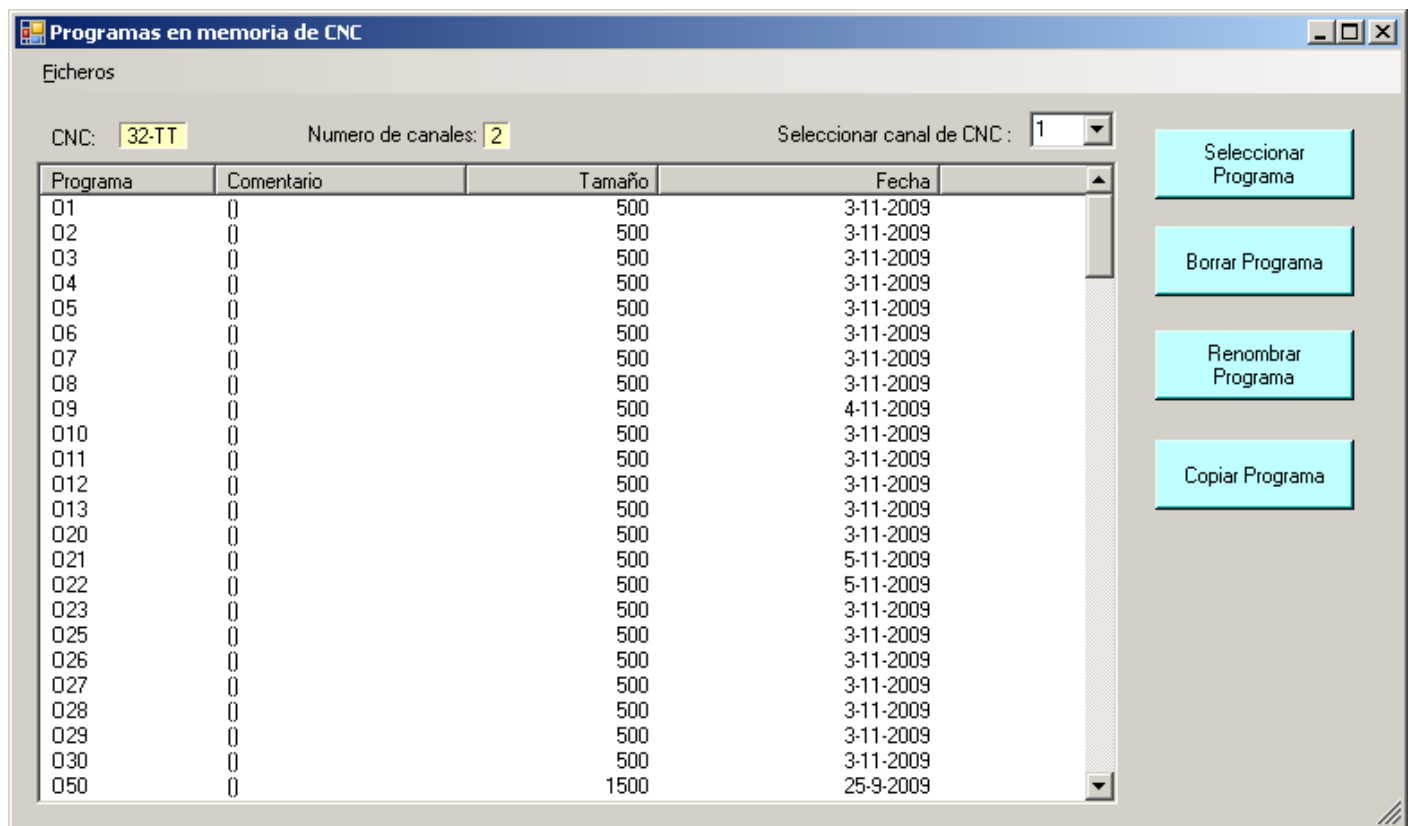 Programas en memoria de CNC
Ficheros
CNC: 32-TT Numero de canales: 2 Seleccionar canal de CNC : 1
Programa Comentario Tamaño Fecha
O1 () 500 3-11-2009
O2 () 500 3-11-2009
O3 () 500 3-11-2009
O4 () 500 3-11-2009
O5 () 500 3-11-2009
O6 () 500 3-11-2009
O7 () 500 3-11-2009
O8 () 500 3-11-2009
O9 () 500 4-11-2009
O10 () 500 3-11-2009
O11 () 500 3-11-2009
O12 () 500 3-11-2009
O13 () 500 3-11-2009
O20 () 500 3-11-2009
O21 () 500 5-11-2009
O22 () 500 5-11-2009
O23 () 500 3-11-2009
O25 () 500 3-11-2009
O26 () 500 3-11-2009
O27 () 500 3-11-2009
O28 () 500 3-11-2009
O29 () 500 3-11-2009
O30 () 500 3-11-2009
O50 () 1500 25-9-2009
Seleccionar
Programa
Borrar Programa
Renombrar
Programa
Copiar Programa